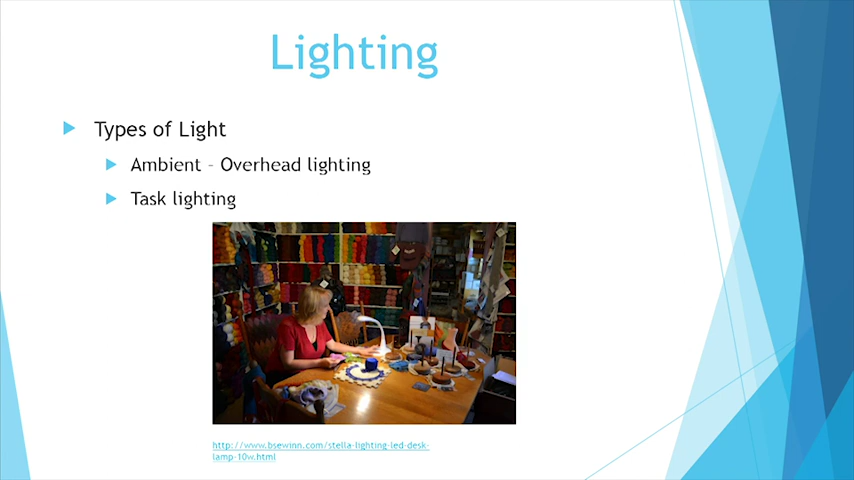 Lighting
Types of Light
Ambient – Overhead lighting
Task lighting
http://www.bsewinn.com/stella-lighting-led-desk-
lamp-10w.html